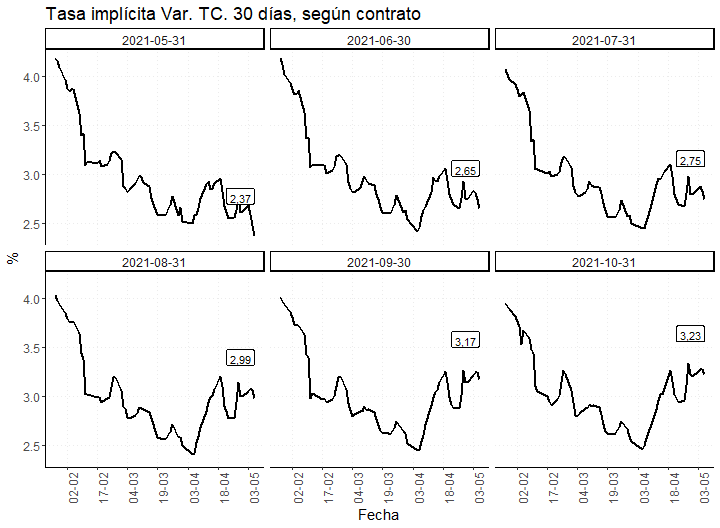 Tasa implícita Var. TC. 30 días, según contrato
2021-05-31 2021-06-30 2021-07-31
4.0
3.5
3.0
2.5
2,37 2,65 2,75
%
2021-08-31 2021-09-30 2021-10-31
4.0
3.5
3.0
2.5
2,99 3,17 3,23
02-02 17-02 04-03 19-03 03-04 18-04 03-05 02-02 17-02 04-03 19-03 03-04 18-04 03-05 02-02 17-02 04-03 19-03 03-04 18-04 03-05
Fecha